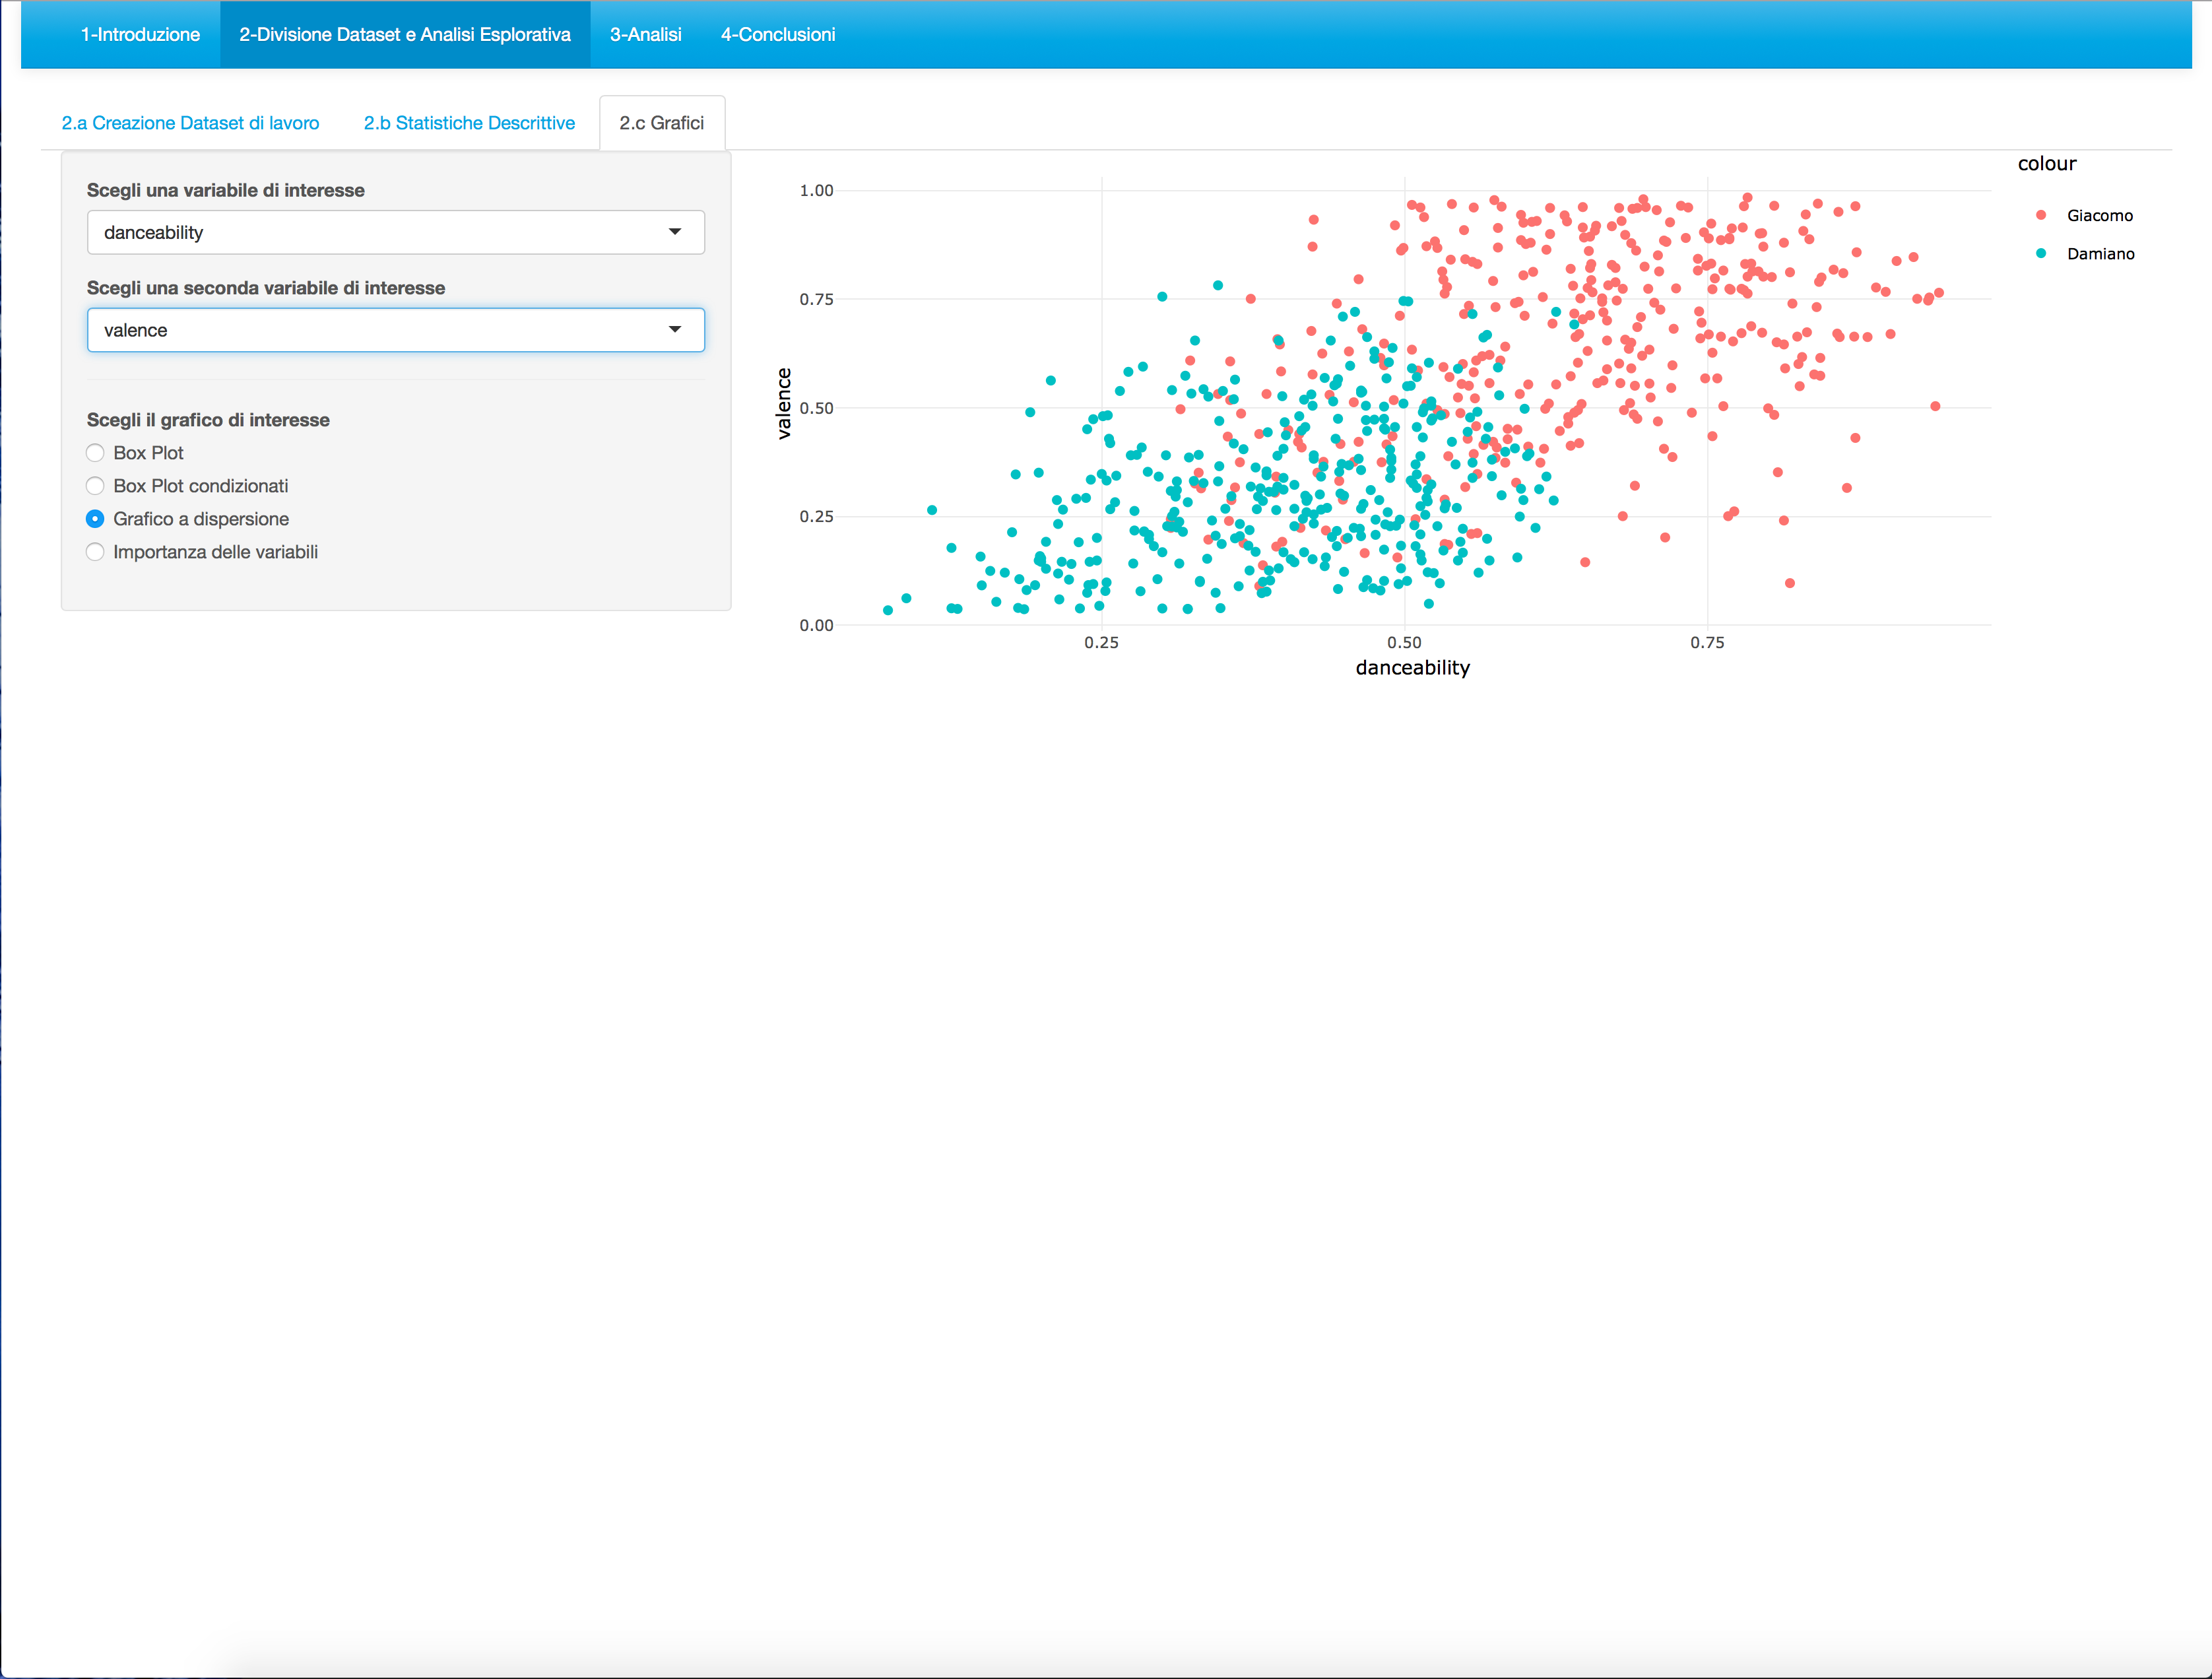 1-Introduzione 2-Divisione Dataset e Analisi Esplorativa 3-Analisi 4-Conclusioni
2.a Creazione Dataset di lavoro 2.b Statistiche Descrittive 2.c Grafici
Scegli una variabile di interesse
danceability
Scegli una seconda variabile di interesse
valence
Scegli il grafico di interesse
Box Plot
Box Plot condizionati
Grafico a dispersione
Importanza delle variabili
1.00
0.75
0.50
0.25
0.00
valence
0.25 0.50 0.75
danceability
colour
Giacomo
Damiano